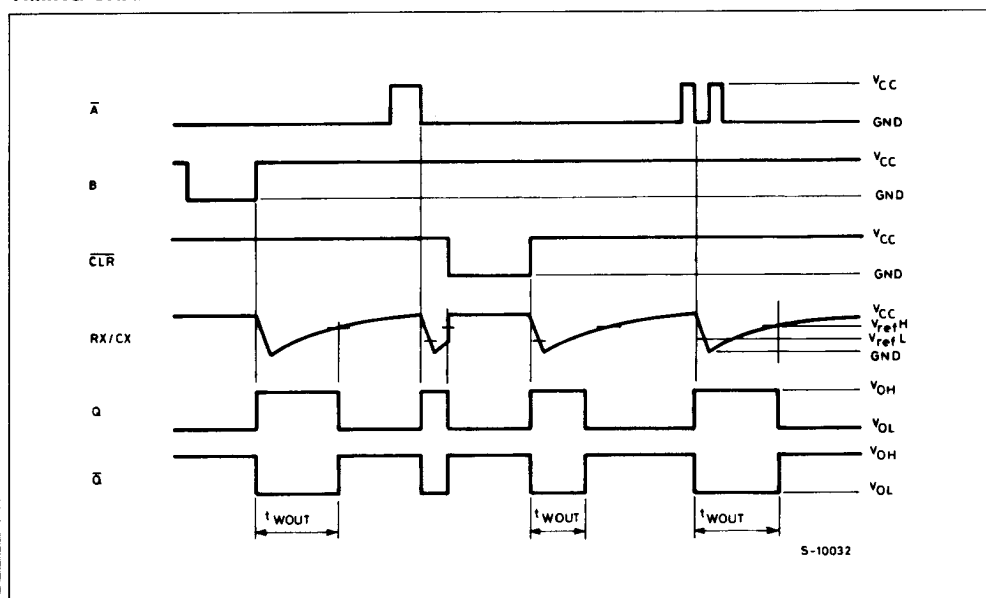 A̅
VCC
GND
B
VCC
GND
C̅L̅R̅
VCC
GND
RX/CX
VCC
VrefH
VrefL
GND
Q
VOH
VOL
Q̅
VOH
VOL
tWOUT
tWOUT
tWOUT
S-10032